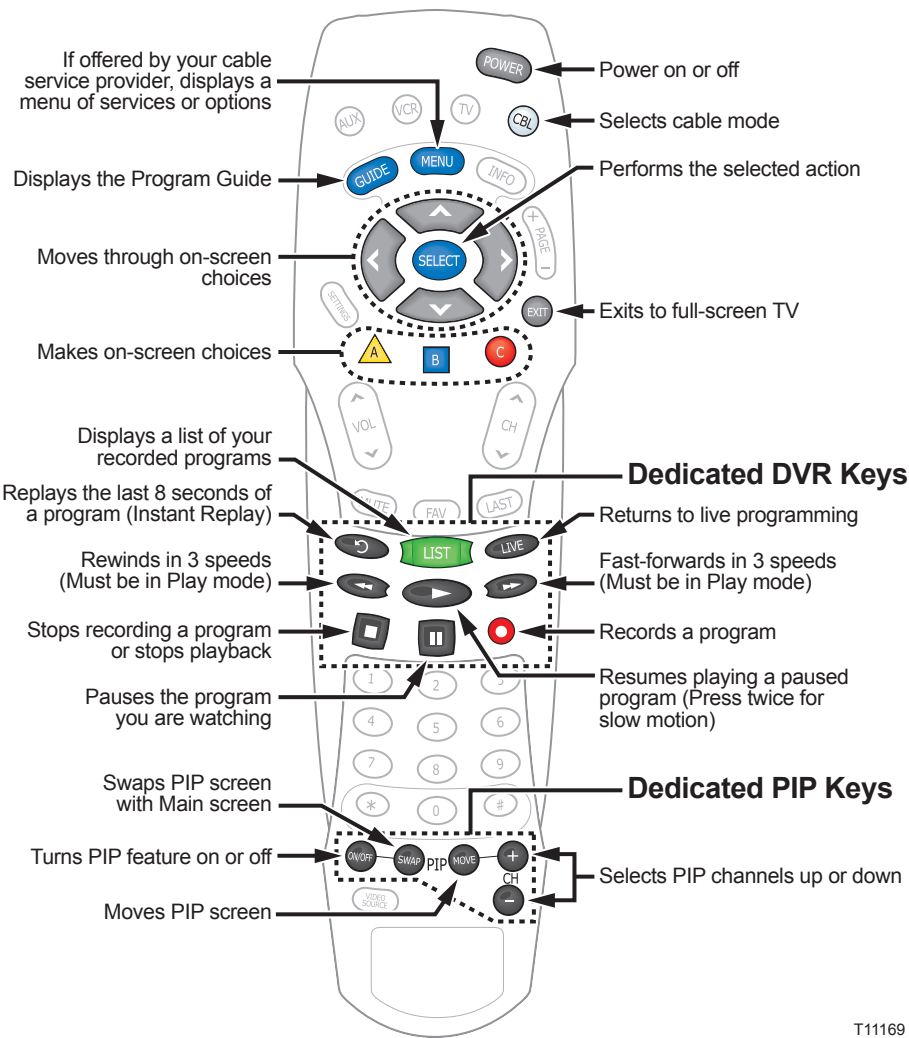 If offered by your cable
service provider, displays a
menu of services or options
POWER
Power on or off
AUX
VCR
TV
CBL
Selects cable mode
GUIDE
MENU
INFO
Displays the Program Guide
Performs the selected action
+ PAGE –
Moves through on-screen
choices
SELECT
SETTINGS
EXIT
Exits to full-screen TV
Makes on-screen choices
A
B
C
VOL
CH
Displays a list of your
recorded programs
Dedicated DVR Keys
MUTE
FAV
LAST
Replays the last 8 seconds of
a program (Instant Replay)
LIST
LIVE
Returns to live programming
Rewinds in 3 speeds
(Must be in Play mode)
Fast-forwards in 3 speeds
(Must be in Play mode)
Stops recording a program
or stops playback
Records a program
Pauses the program
you are watching
Resumes playing a paused
program (Press twice for
slow motion)
1
2
3
4
5
6
7
8
9
*
0
#
Swaps PIP screen
with Main screen
Dedicated PIP Keys
Turns PIP feature on or off
ON/OFF
SWAP
PIP
MOVE
+
CH
–
Selects PIP channels up or down
VIDEO
SOURCE
Moves PIP screen
T11169